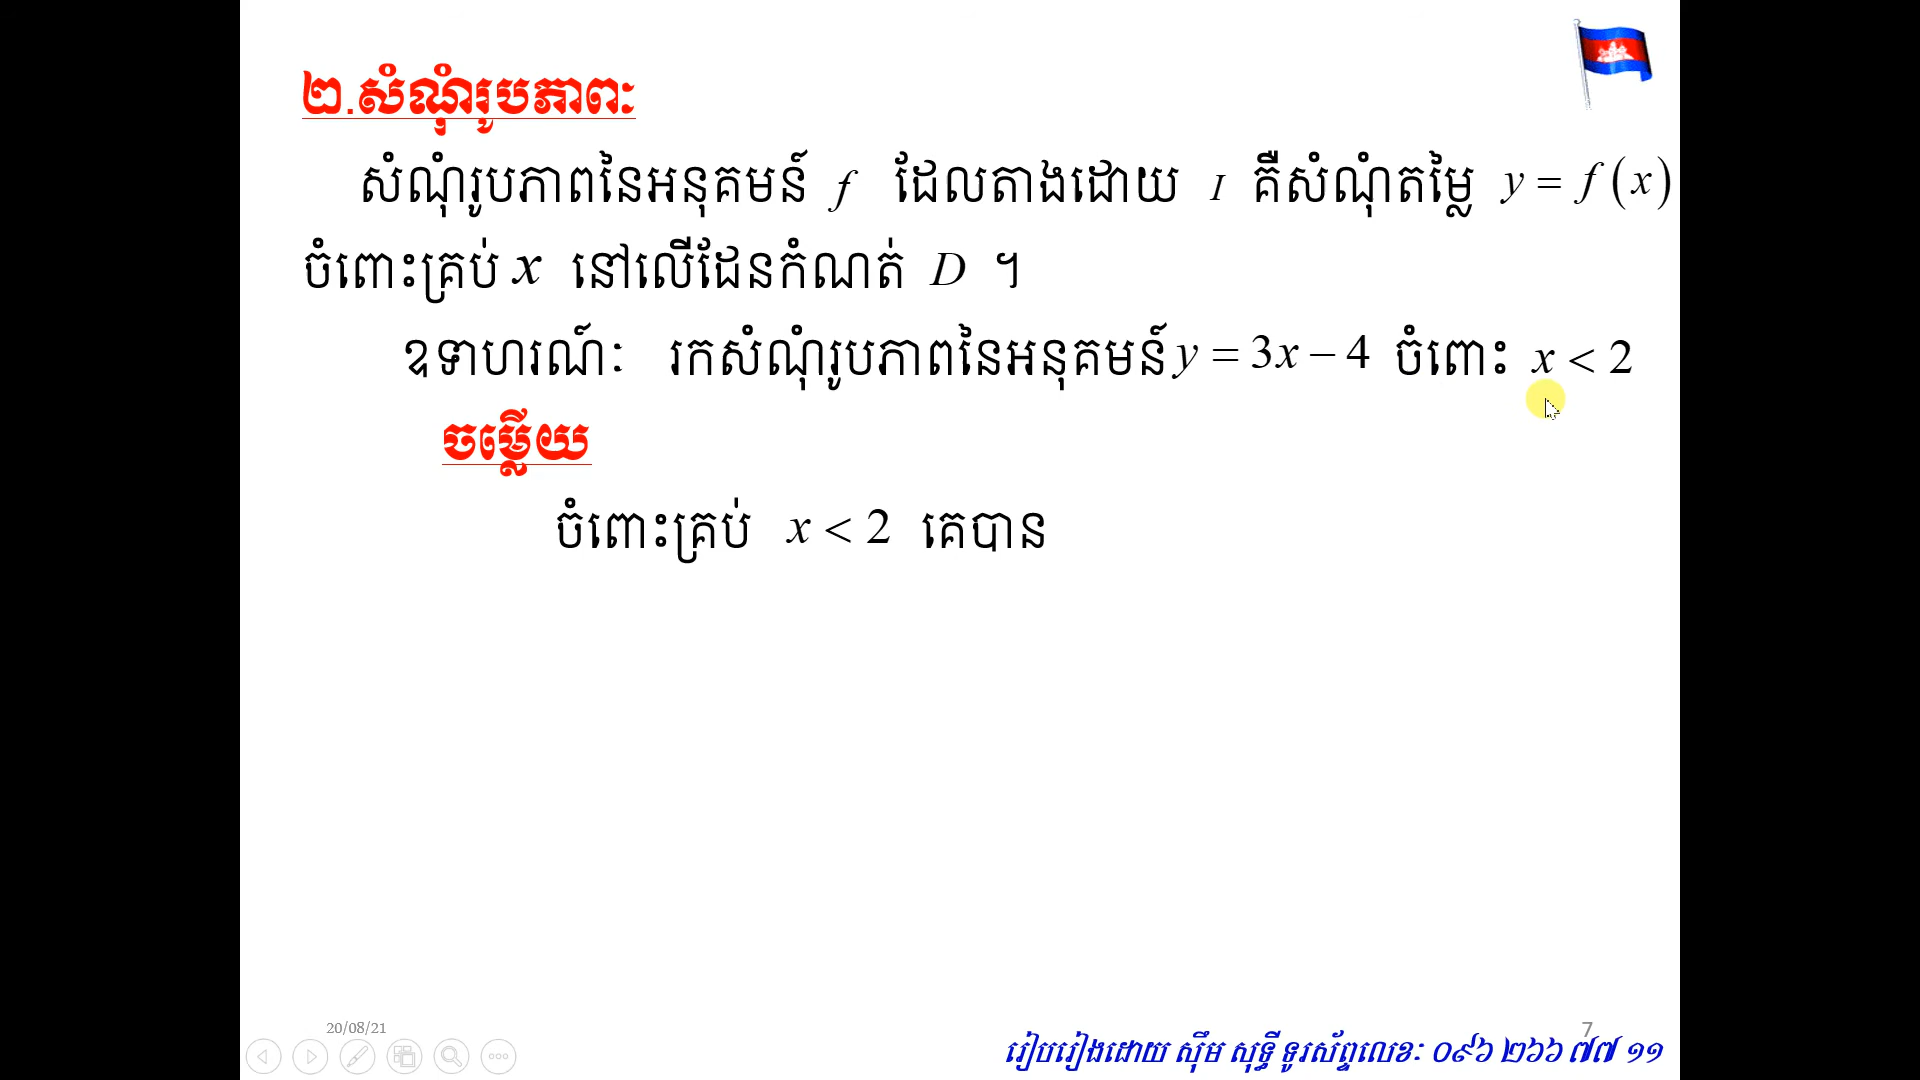 ២.សំណុំរូបភាពៈ
សំណុំរូបភាពនៃអនុគមន៍ f ដែលតាងដោយ I គឺសំណុំតម្លៃ y = f(x)
ចំពោះគ្រប់ x នៅលើដែនកំណត់ D ។
ឧទាហរណ៍ៈ រកសំណុំរូបភាពនៃអនុគមន៍ y = 3x − 4 ចំពោះ x < 2
ចម្លើយ
ចំពោះគ្រប់ x < 2 គេបាន
20/08/21
7
រៀបរៀងដោយ ស៊ឹម សុទ្ធី ទូរស័ព្ទលេខៈ ០៩៦ ២៦៦ ៧៧ ១១